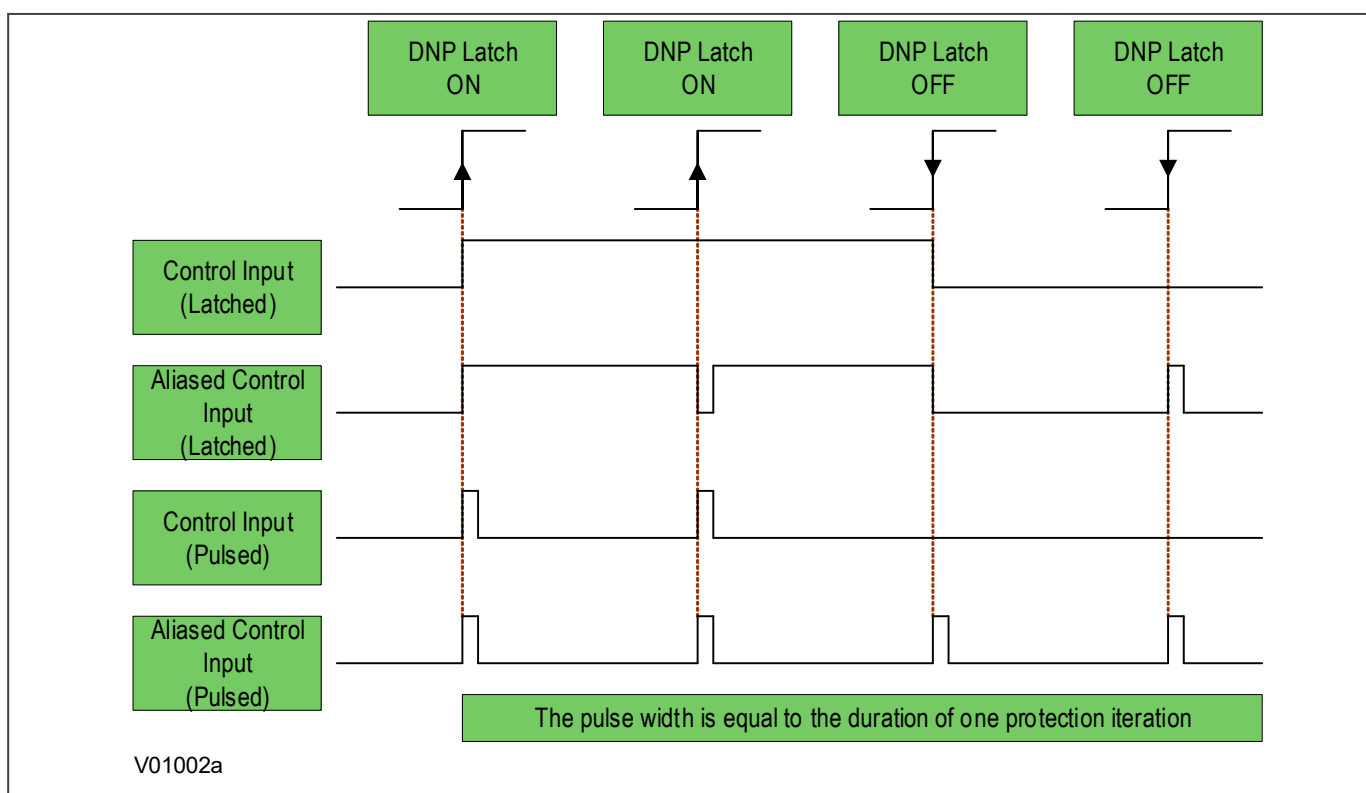 DNP Latch
ON
DNP Latch
ON
DNP Latch
OFF
DNP Latch
OFF
Control Input
(Latched)
Aliased Control
Input
(Latched)
Control Input
(Pulsed)
Aliased Control
Input
(Pulsed)
The pulse width is equal to the duration of one protection iteration
V01002a